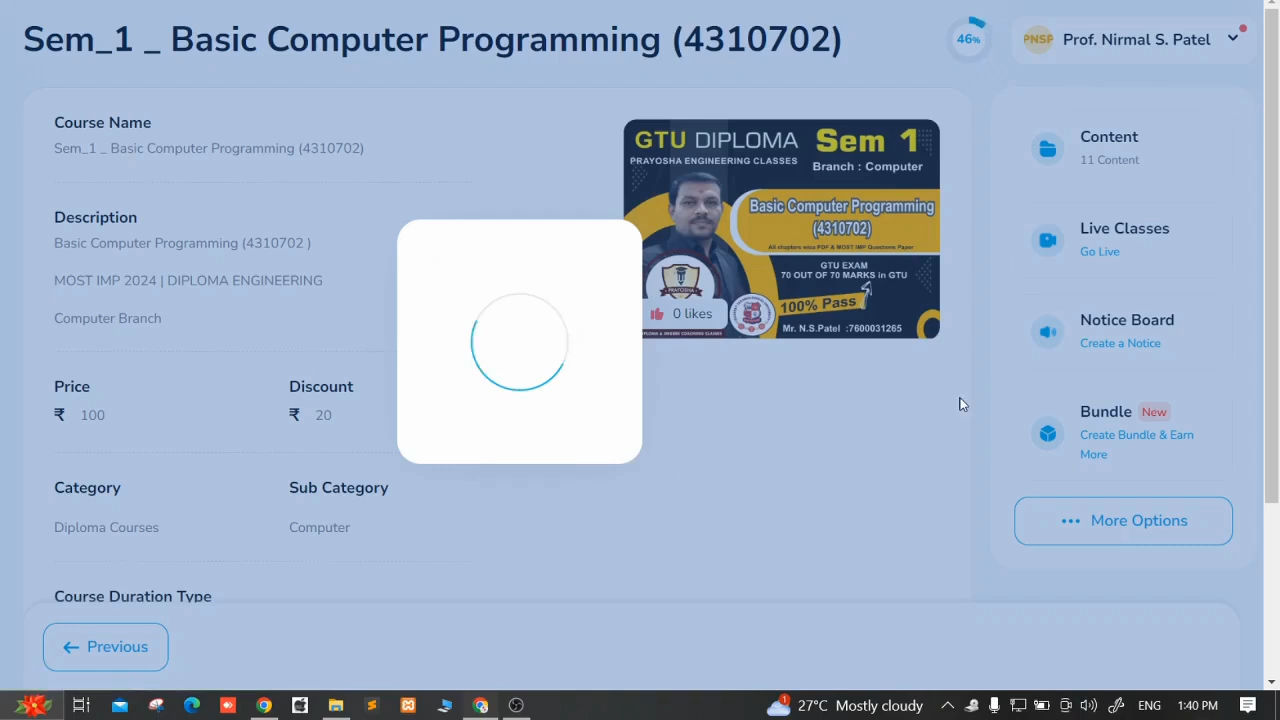 Sem_1 _ Basic Computer Programming (4310702)
46%
PNSP Prof. Nirmal S. Patel
Course Name
Sem_1 _ Basic Computer Programming (4310702)
Description
Basic Computer Programming (4310702 )
MOST IMP 2024 | DIPLOMA ENGINEERING
Computer Branch
Price
Discount
₹ 100
₹ 20
Category
Sub Category
Diploma Courses
Computer
Course Duration Type
GTU DIPLOMA Sem 1
PRAYOSHA ENGINEERING CLASSES
Branch : Computer
Basic Computer Programming
(4310702)
All chapters wise PDF & MOST IMP Questions Paper
GTU EXAM
70 OUT OF 70 MARKS in GTU
PRAYOSHA
100% Pass
0 likes
Mr. N.S.Patel :7600031265
Content
11 Content
Live Classes
Go Live
Notice Board
Create a Notice
Bundle New
Create Bundle & Earn
More
••• More Options
← Previous
1
27°C Mostly cloudy
ENG
1:40 PM